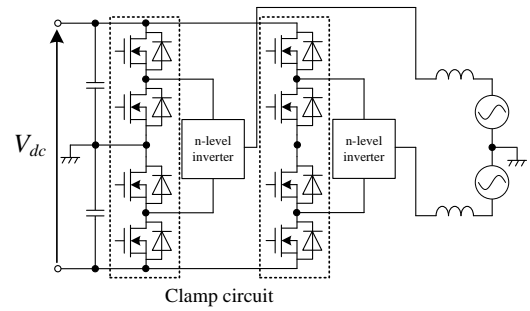 V_dc
n-level
inverter
n-level
inverter
Clamp circuit